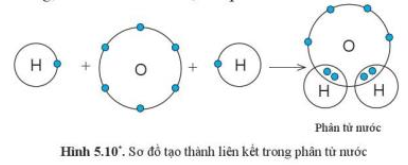 H + O + H
O
H H
Phân tử nước
Hình 5.10*. Sơ đồ tạo thành liên kết trong phân tử nước